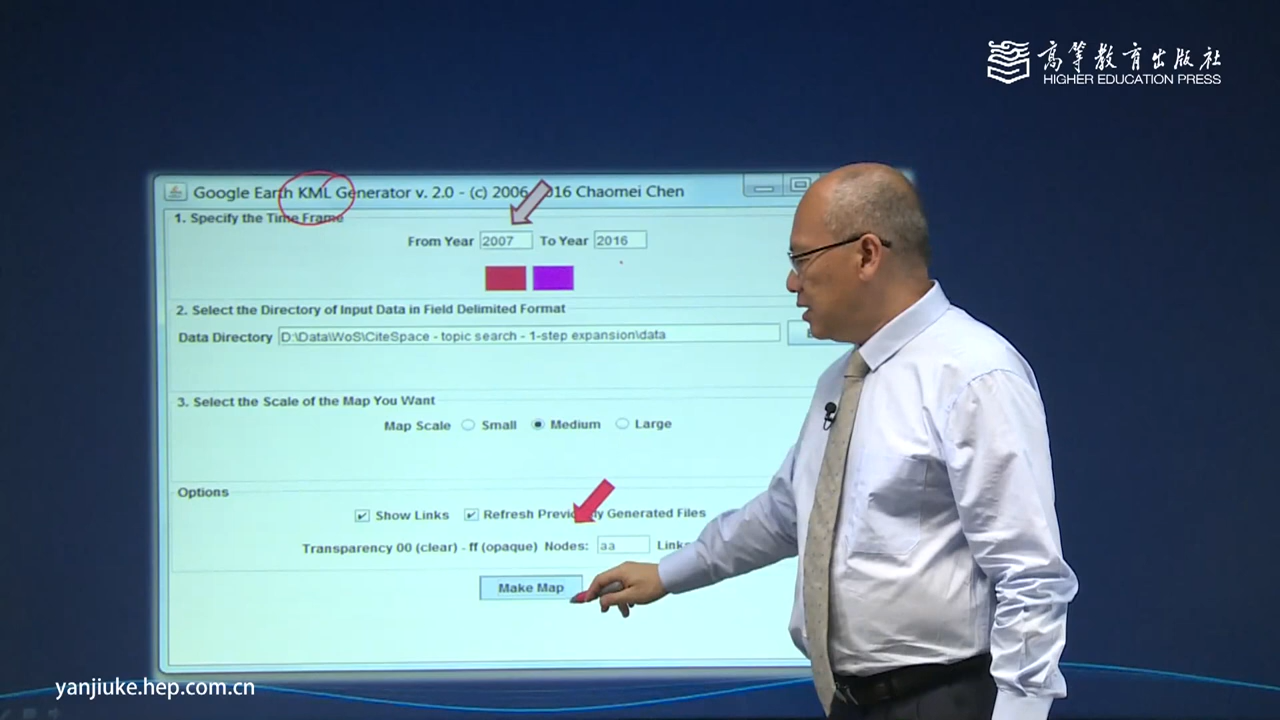 高等教育出版社
HIGHER EDUCATION PRESS
Google Earth KML Generator v. 2.0 - (c) 2006 16 Chaomei Chen
1. Specify the Time Frame
From Year 2007 To Year 2016
2. Select the Directory of Input Data in Field Delimited Format
Data Directory D:\Data\WoS\CiteSpace - topic search - 1-step expansion\data
3. Select the Scale of the Map You Want
Map Scale Small Medium Large
Options
Show Links Refresh Generated Files
Transparency 00 (clear) - ff (opaque) Nodes: aa
Make Map
yanjiuke.hep.com.cn